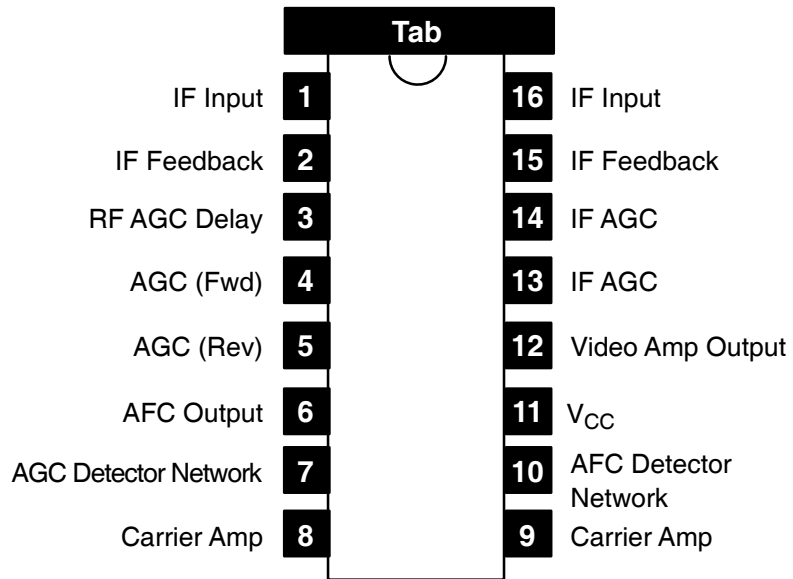 Tab
IF Input 1 16 IF Input
IF Feedback 2 15 IF Feedback
RF AGC Delay 3 14 IF AGC
AGC (Fwd) 4 13 IF AGC
AGC (Rev) 5 12 Video Amp Output
AFC Output 6 11 VCC
AGC Detector Network 7 10 AFC Detector
Network
Carrier Amp 8 9 Carrier Amp